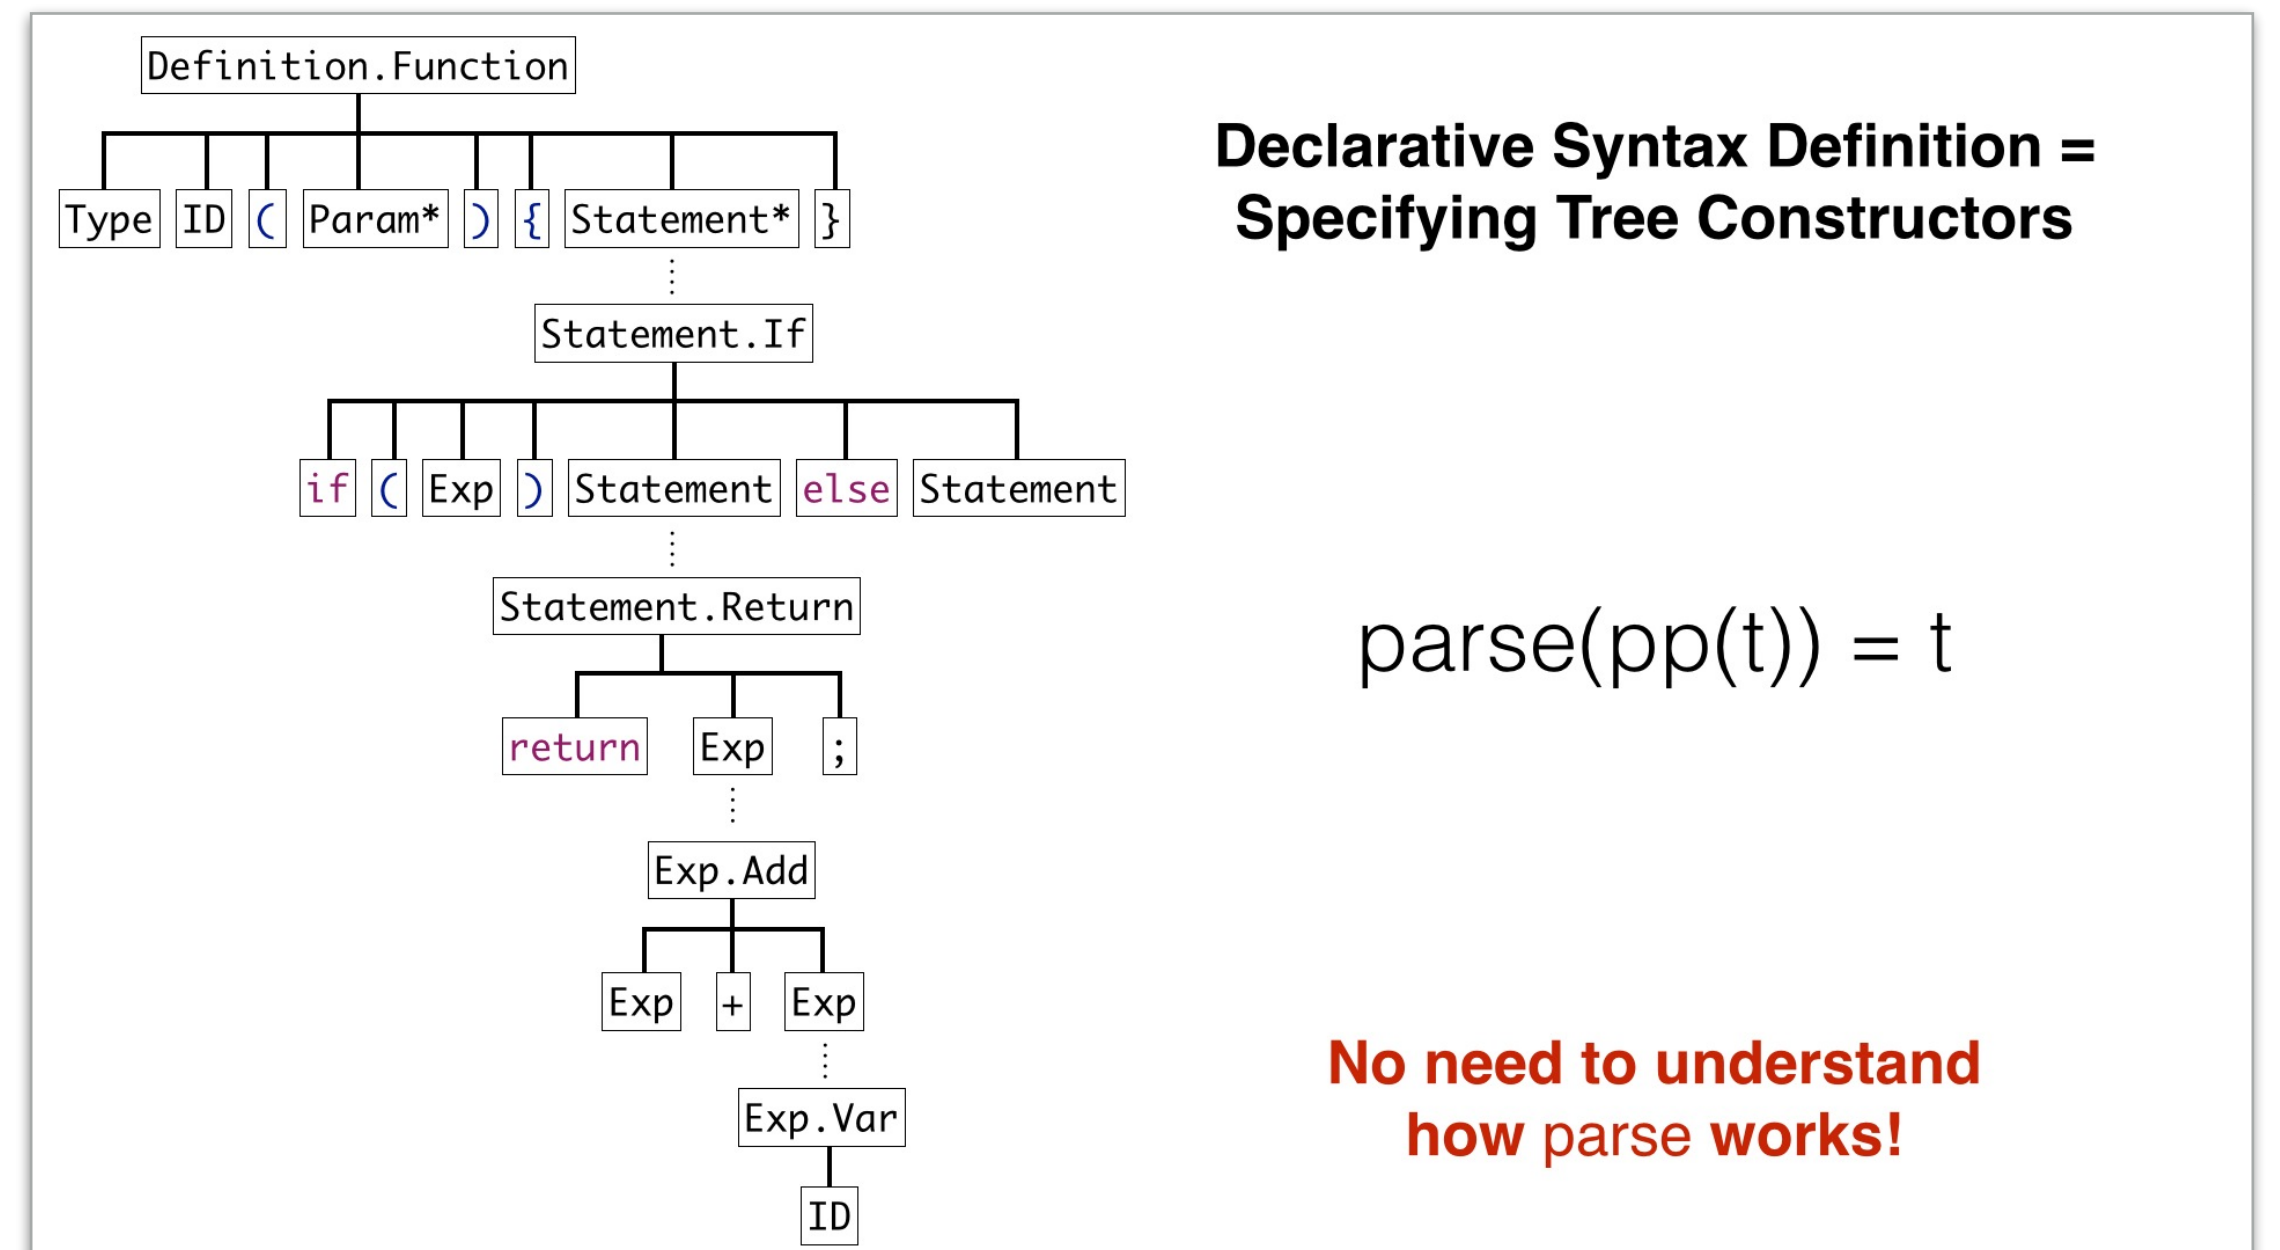 Definition.Function
Type ID ( Param* ) { Statement* }
Statement.If
if ( Exp ) Statement else Statement
Statement.Return
return Exp ;
Exp.Add
Exp + Exp
Exp.Var
ID
Declarative Syntax Definition =
Specifying Tree Constructors
parse(pp(t)) = t
No need to understand
how parse works!